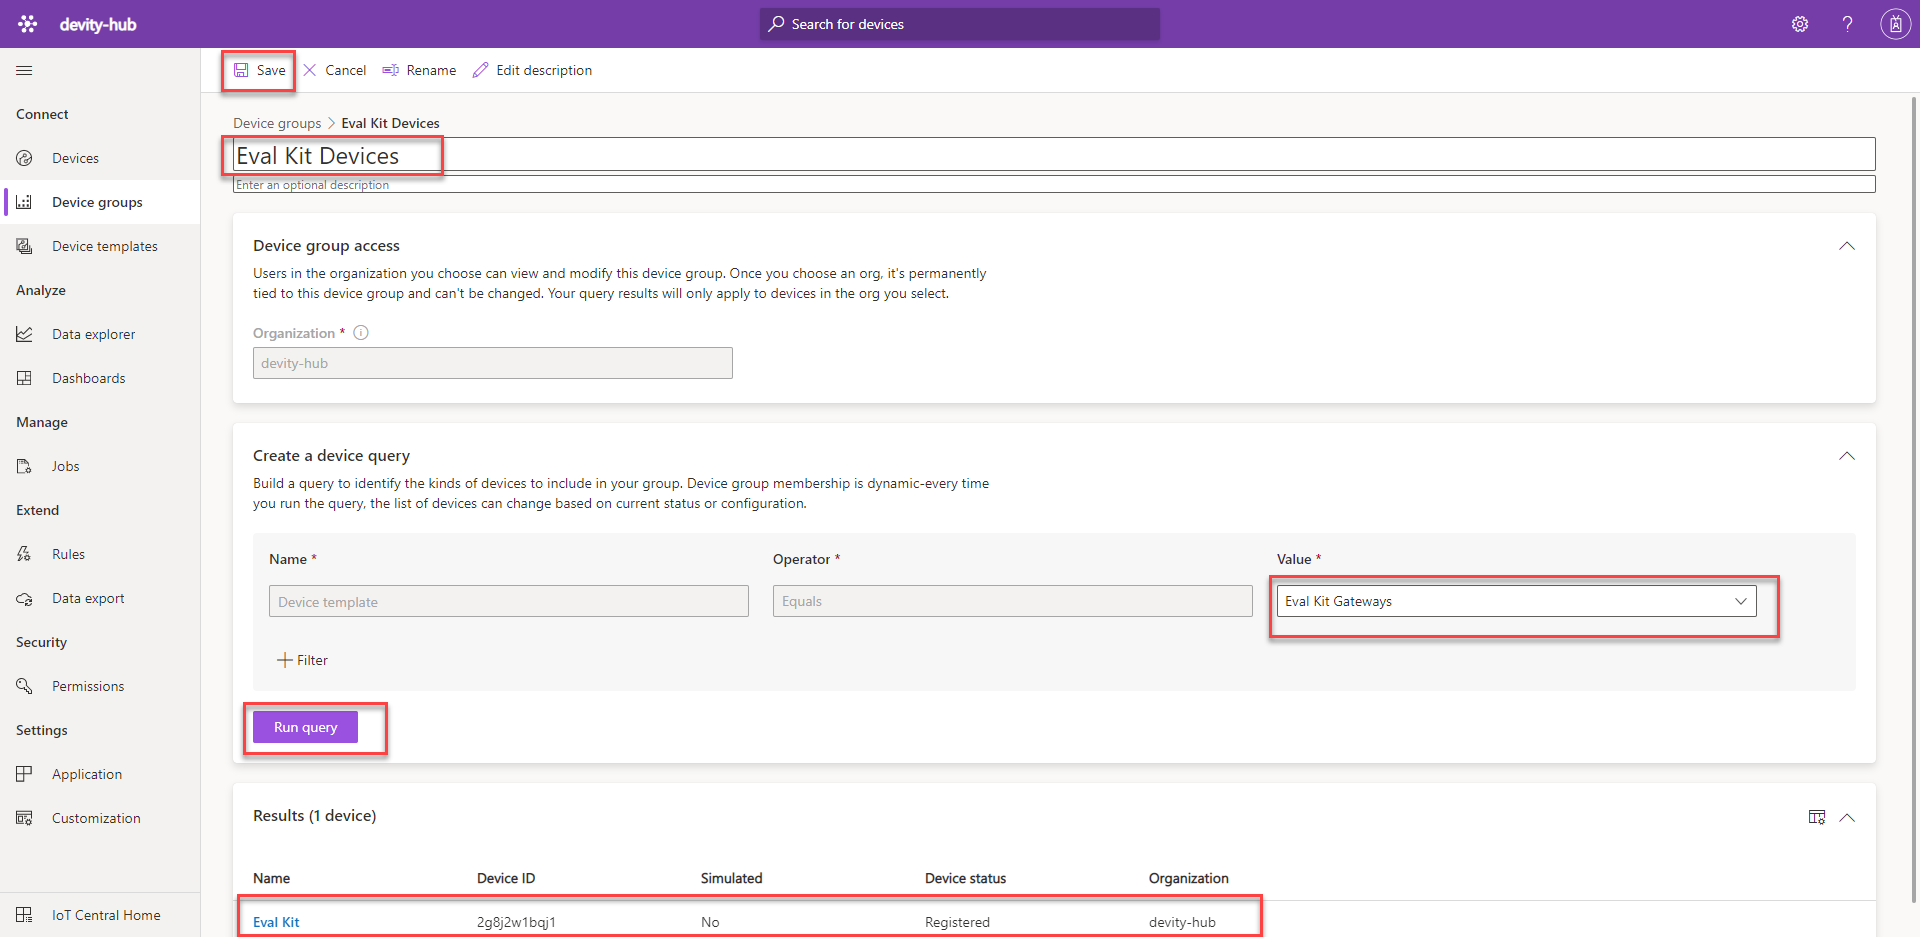 devity-hub
Search for devices
Save
Cancel
Rename
Edit description
Connect
Devices
Device groups
Device templates
Analyze
Data explorer
Dashboards
Manage
Jobs
Extend
Rules
Data export
Security
Permissions
Settings
Application
Customization
IoT Central Home
Device groups > Eval Kit Devices
Eval Kit Devices
Enter an optional description
Device group access
Users in the organization you choose can view and modify this device group. Once you choose an org, it's permanently
tied to this device group and can't be changed. Your query results will only apply to devices in the org you select.
Organization *
devity-hub
Create a device query
Build a query to identify the kinds of devices to include in your group. Device group membership is dynamic-every time
you run the query, the list of devices can change based on current status or configuration.
Name * Operator * Value *
Device template Equals Eval Kit Gateways
Filter
Run query
Results (1 device)
Name Device ID Simulated Device status Organization
Eval Kit 2g8j2w1bqj1 No Registered devity-hub